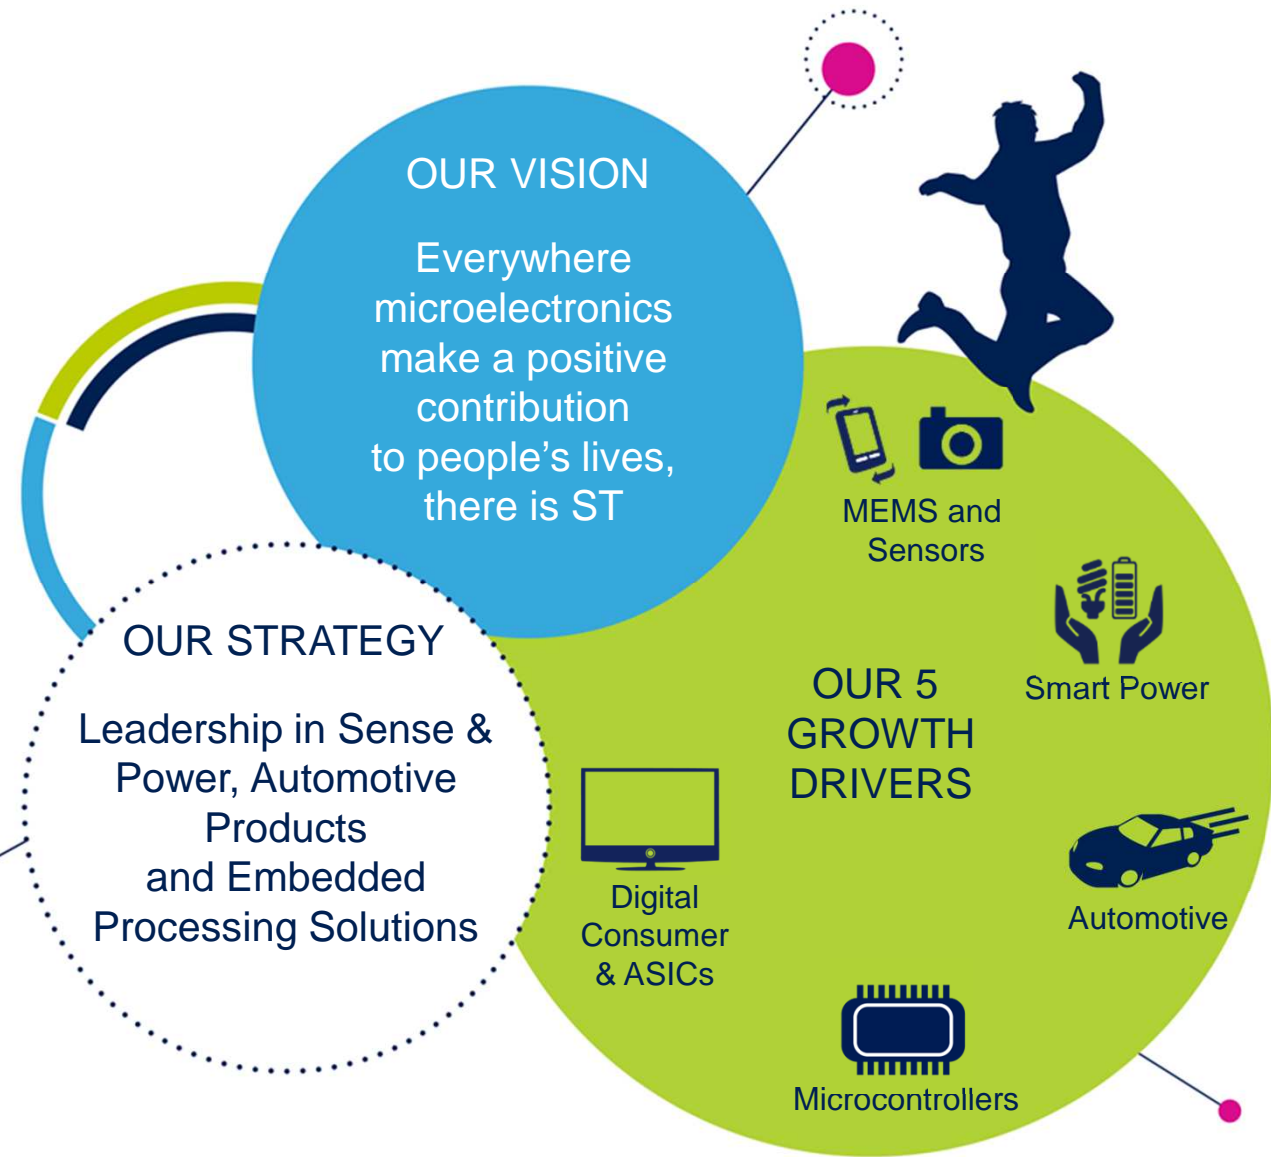 OUR VISION
Everywhere
microelectronics
make a positive
contribution
to people’s lives,
there is ST
OUR STRATEGY
Leadership in Sense &
Power, Automotive
Products
and Embedded
Processing Solutions
OUR 5
GROWTH
DRIVERS
MEMS and
Sensors
Smart Power
Automotive
Microcontrollers
Digital
Consumer
& ASICs